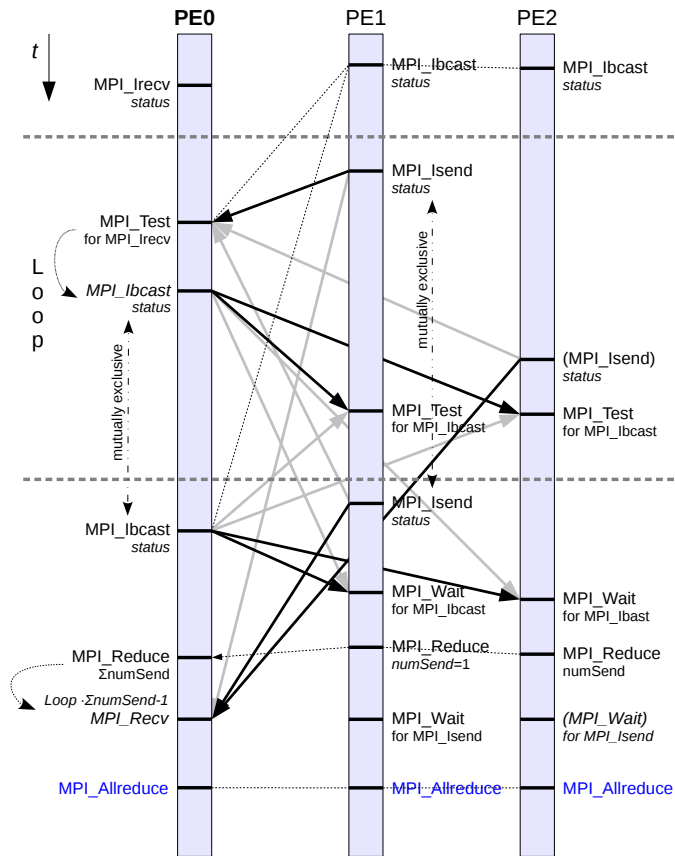 PE0
PE1
PE2
t
MPI_Irecv
status
MPI_Ibcast
status
MPI_Ibcast
status
MPI_Isend
status
MPI_Test
for MPI_Irecv
Loop
MPI_Ibcast
status
mutually exclusive
mutually exclusive
(MPI_Isend)
status
MPI_Test
for MPI_Ibcast
MPI_Test
for MPI_Ibcast
MPI_Ibcast
status
MPI_Isend
status
MPI_Wait
for MPI_Ibcast
MPI_Wait
for MPI_Ibast
MPI_Reduce
ΣnumSend
MPI_Reduce
numSend=1
MPI_Reduce
numSend
Loop ·ΣnumSend-1
MPI_Recv
MPI_Wait
for MPI_Isend
(MPI_Wait)
for MPI_Isend
MPI_Allreduce
MPI_Allreduce
MPI_Allreduce